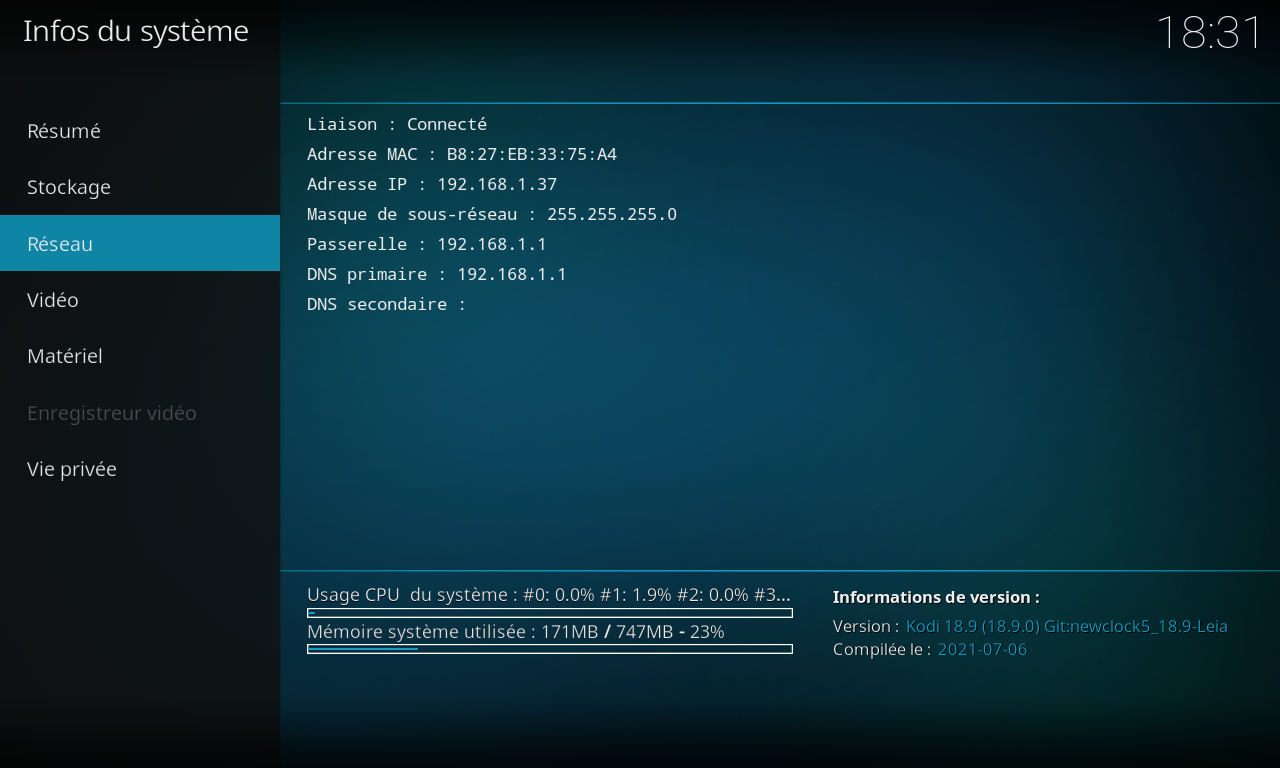 Infos du système
18:31
Résumé
Stockage
Réseau
Vidéo
Matériel
Enregistreur vidéo
Vie privée
Liaison : Connecté
Adresse MAC : B8:27:EB:33:75:A4
Adresse IP : 192.168.1.37
Masque de sous-réseau : 255.255.255.0
Passerelle : 192.168.1.1
DNS primaire : 192.168.1.1
DNS secondaire :
Usage CPU  du système : #0: 0.0% #1: 1.9% #2: 0.0% #3...
Mémoire système utilisée : 171MB / 747MB - 23%
Informations de version :
Version : Kodi 18.9 (18.9.0) Git:newclock5_18.9-Leia
Compilée le : 2021-07-06